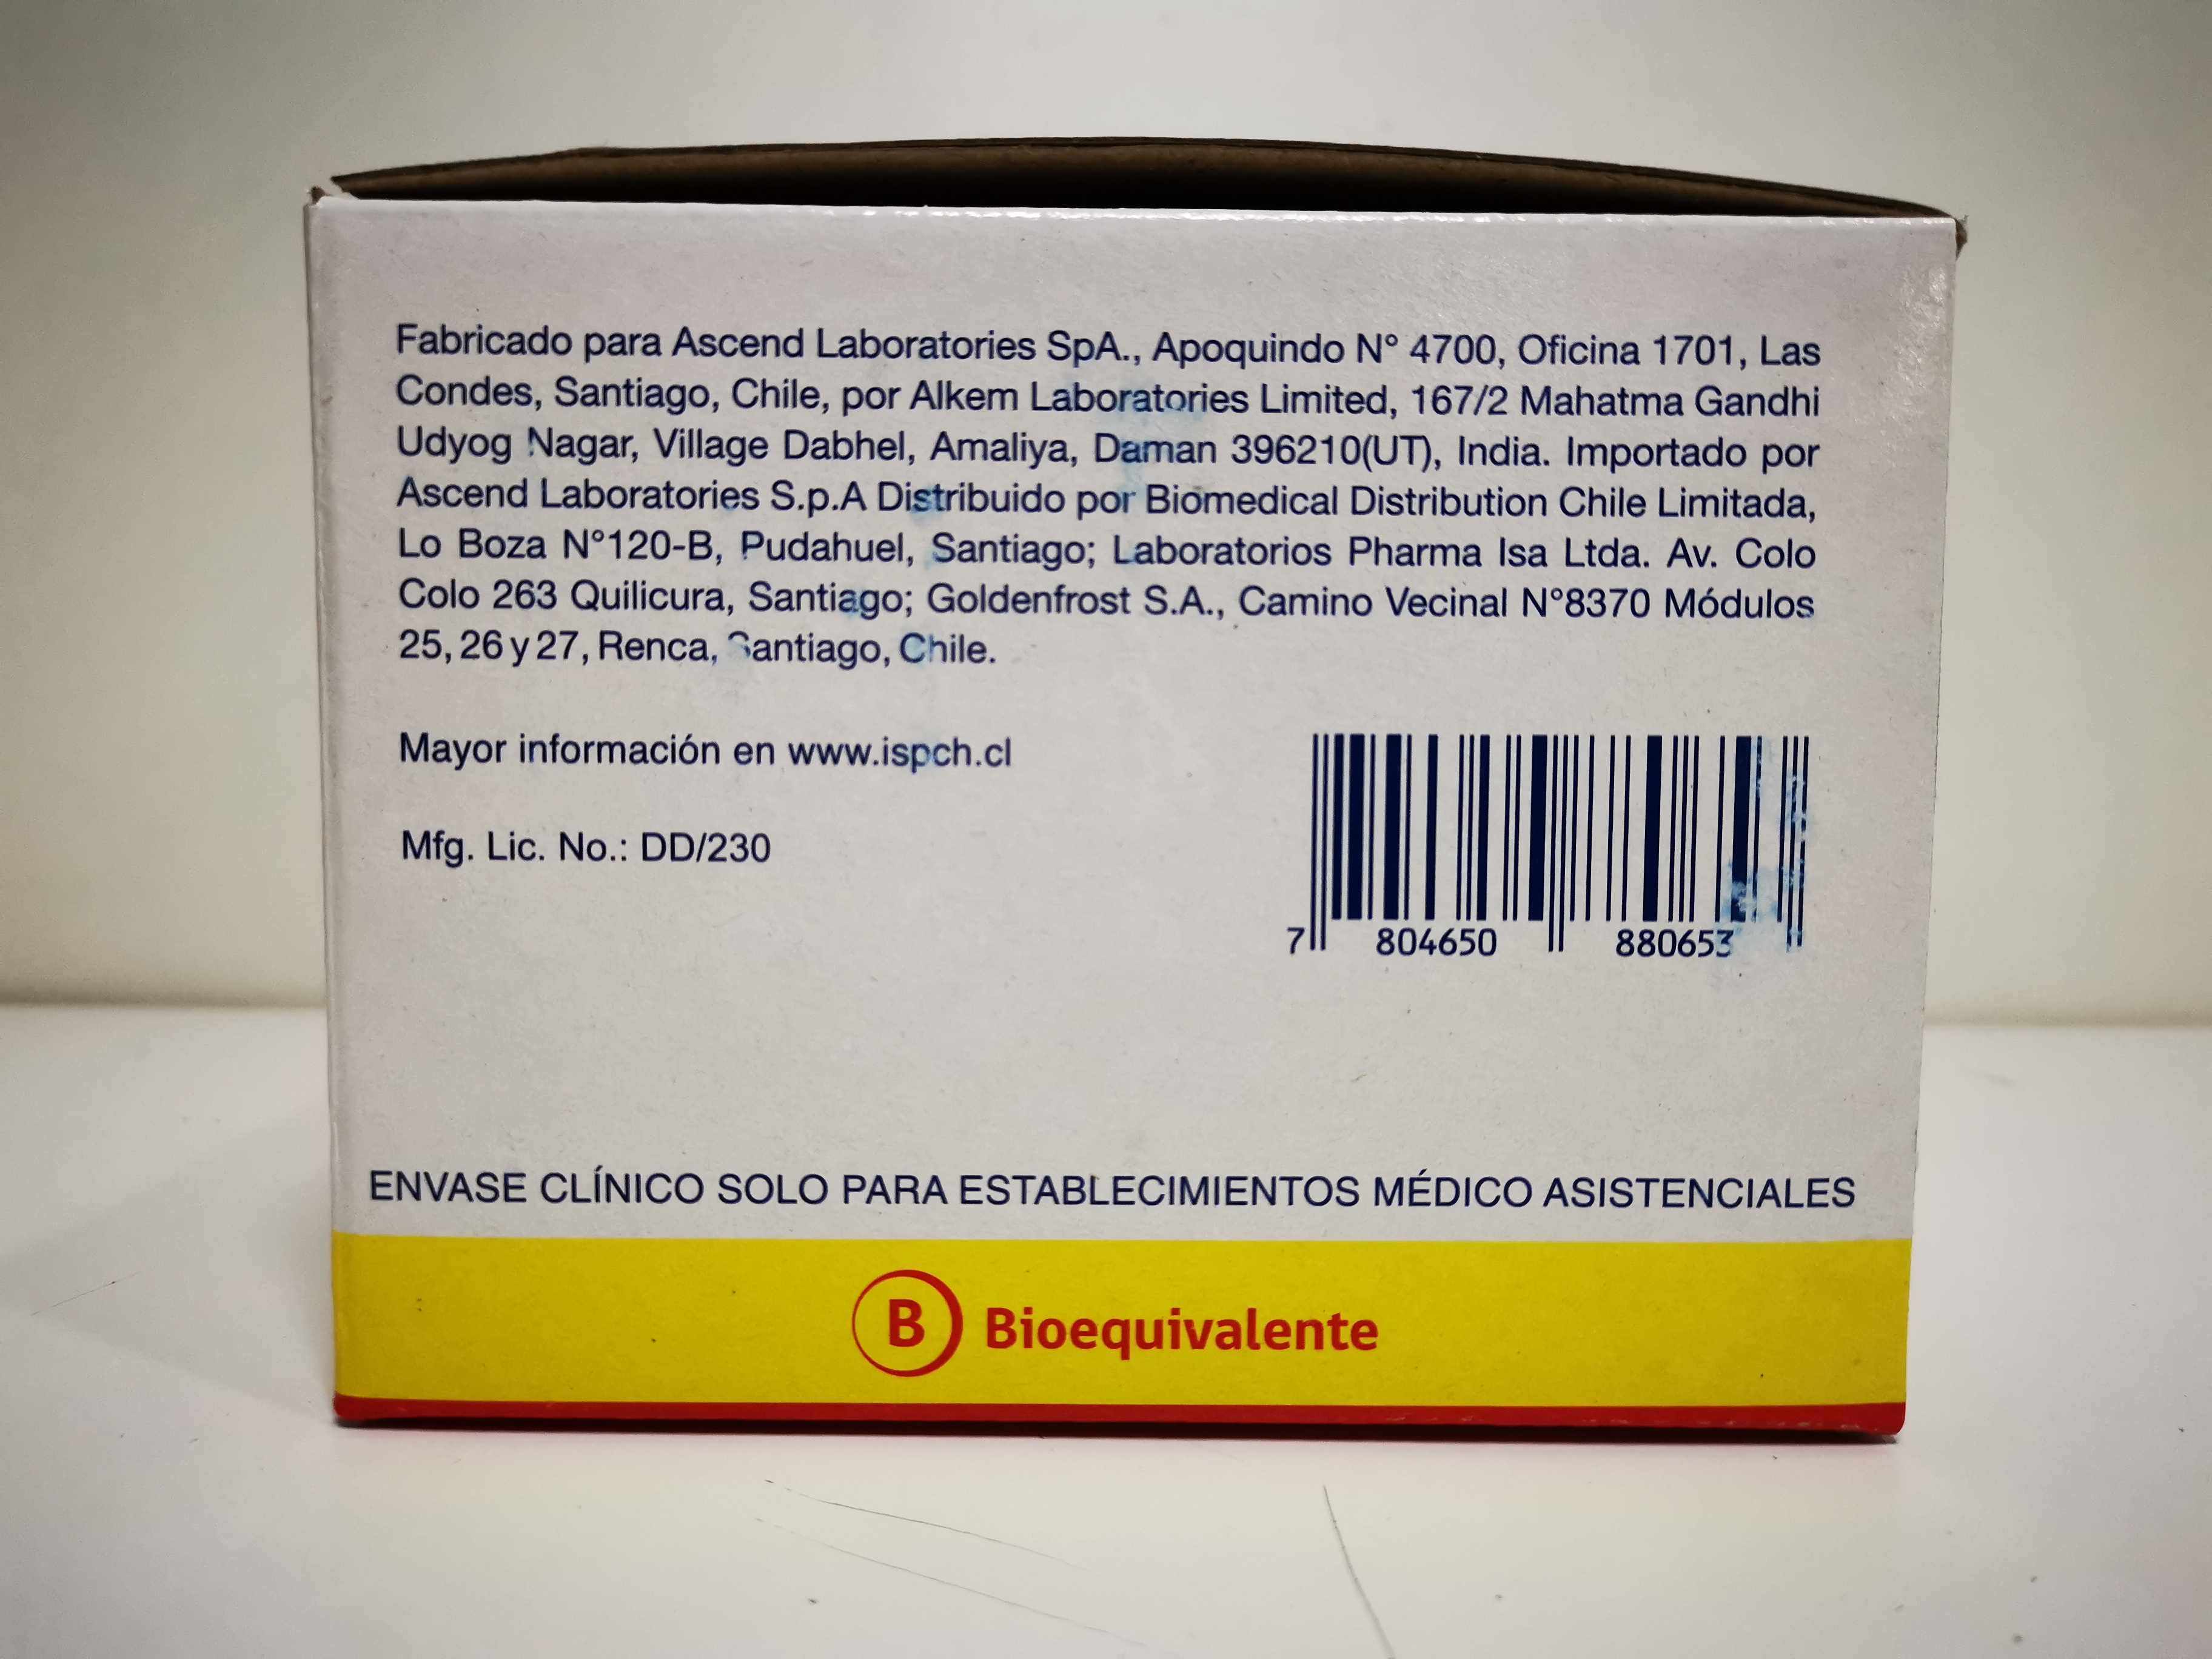 Fabricado para Ascend Laboratories SpA., Apoquindo N° 4700, Oficina 1701, Las
Condes, Santiago, Chile, por Alkem Laboratories Limited, 167/2 Mahatma Gandhi
Udyog Nagar, Village Dabhel, Amaliya, Daman 396210(UT), India. Importado por
Ascend Laboratories S.p.A Distribuido por Biomedical Distribution Chile Limitada,
Lo Boza N°120-B, Pudahuel, Santiago; Laboratorios Pharma Isa Ltda. Av. Colo
Colo 263 Quilicura, Santiago; Goldenfrost S.A., Camino Vecinal N°8370 Módulos
25, 26 y 27, Renca, Santiago, Chile.
Mayor información en www.ispch.cl
Mfg. Lic. No.: DD/230
7 804650 880653
ENVASE CLÍNICO SOLO PARA ESTABLECIMIENTOS MÉDICO ASISTENCIALES
B Bioequivalente